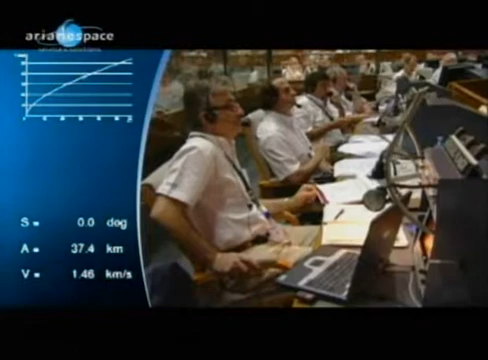 arianespace
S = 0.0 deg
A = 37.4 km
V = 1.46 km/s